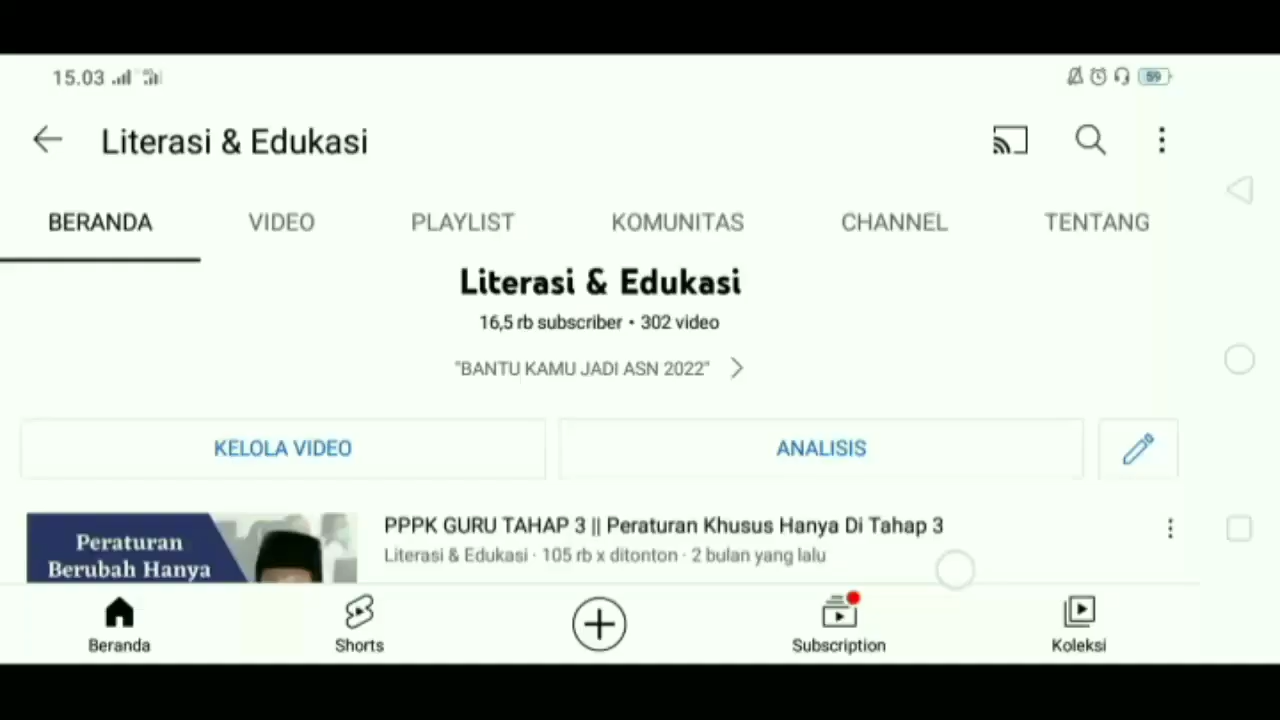 15.03
59
Literasi & Edukasi
BERANDA
VIDEO
PLAYLIST
KOMUNITAS
CHANNEL
TENTANG
Literasi & Edukasi
16,5 rb subscriber • 302 video
"BANTU KAMU JADI ASN 2022"
KELOLA VIDEO
ANALISIS
Peraturan
Berubah Hanya
PPPK GURU TAHAP 3 || Peraturan Khusus Hanya Di Tahap 3
Literasi & Edukasi · 105 rb x ditonton · 2 bulan yang lalu
Beranda
Shorts
Subscription
Koleksi